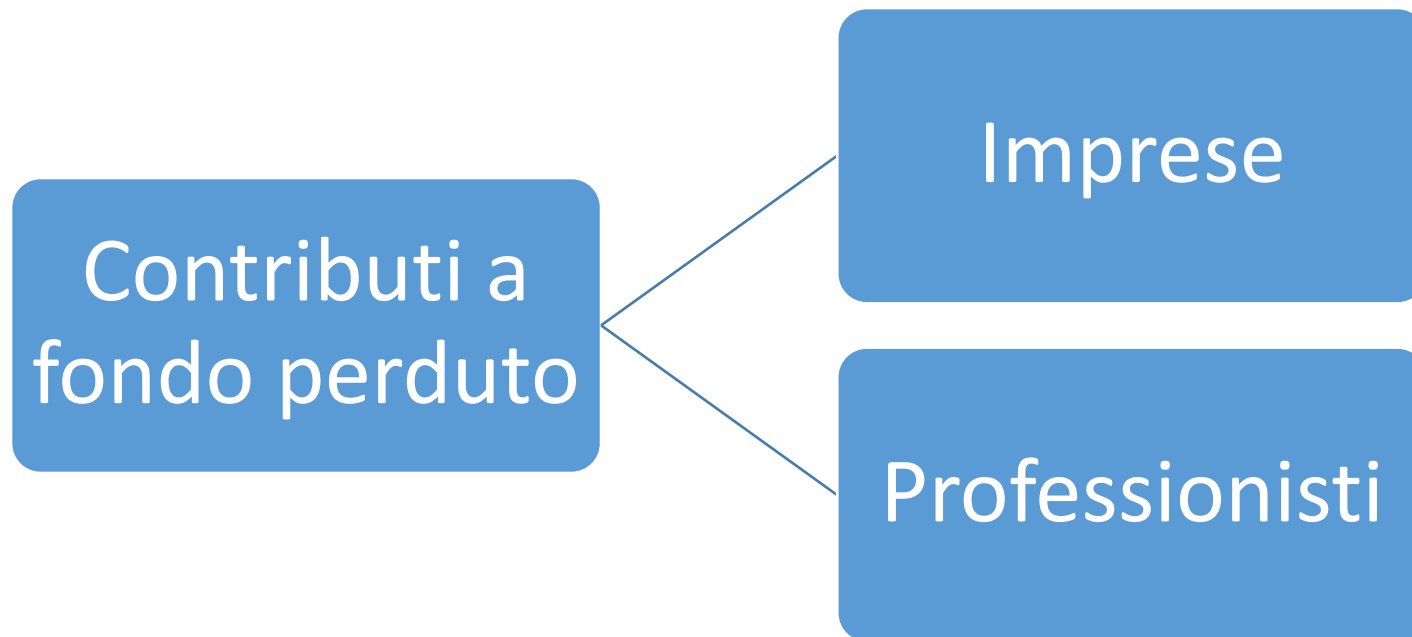 Contributi a
fondo perduto
Imprese
Professionisti